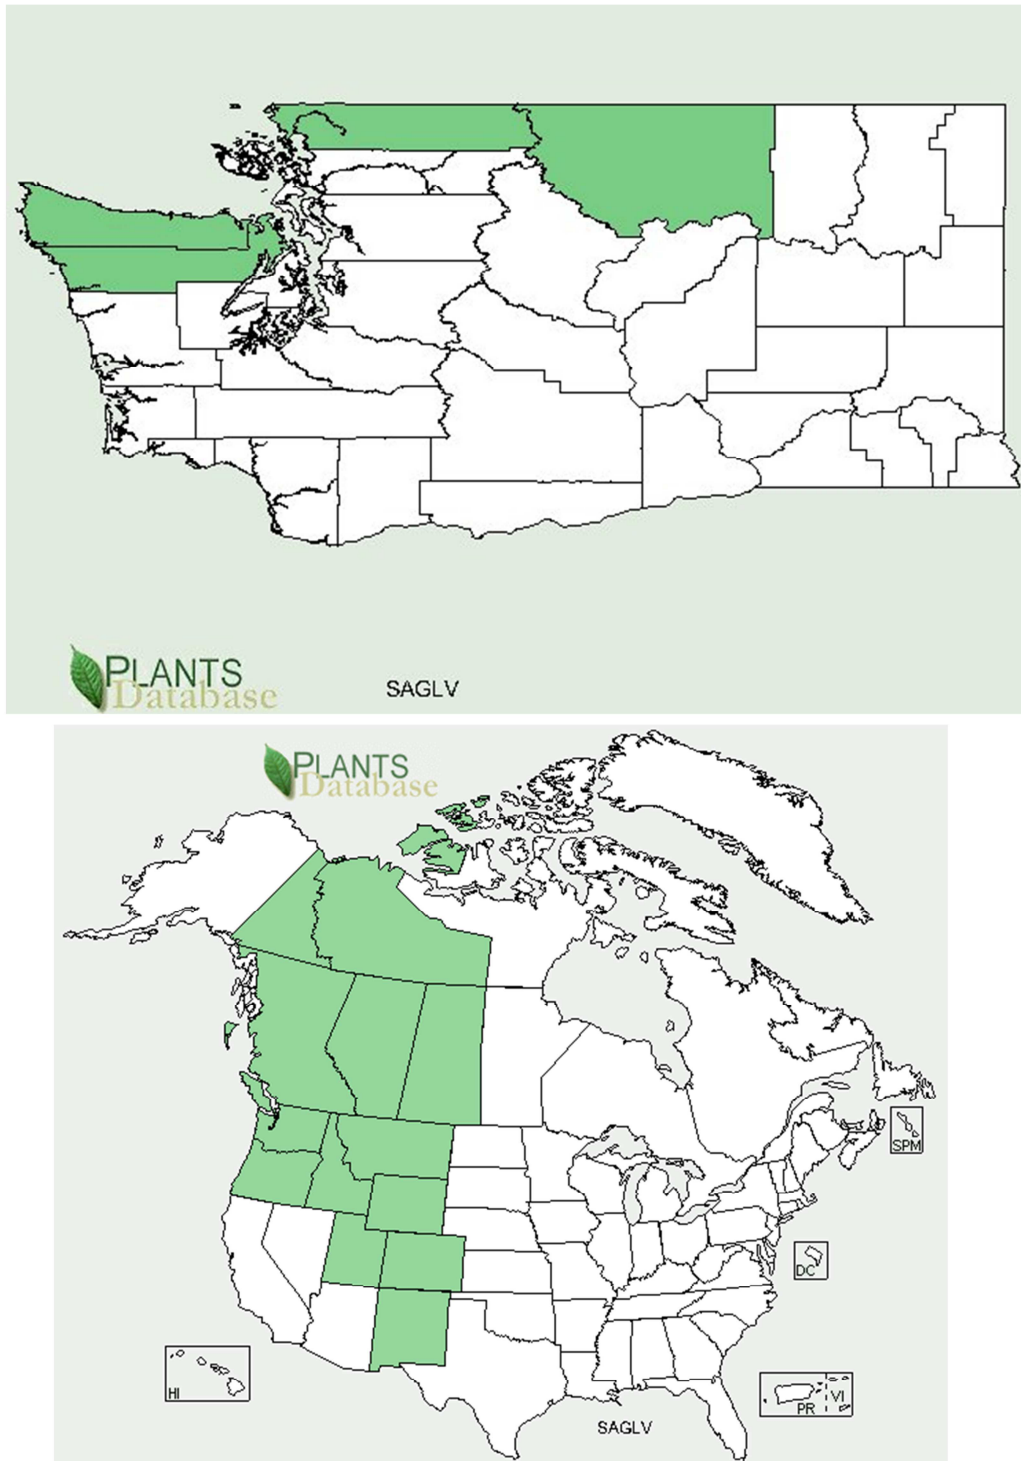 PLANTS
Database
SAGLV
PLANTS
Database
SPM
DC
HI
PR
VI
SAGLV